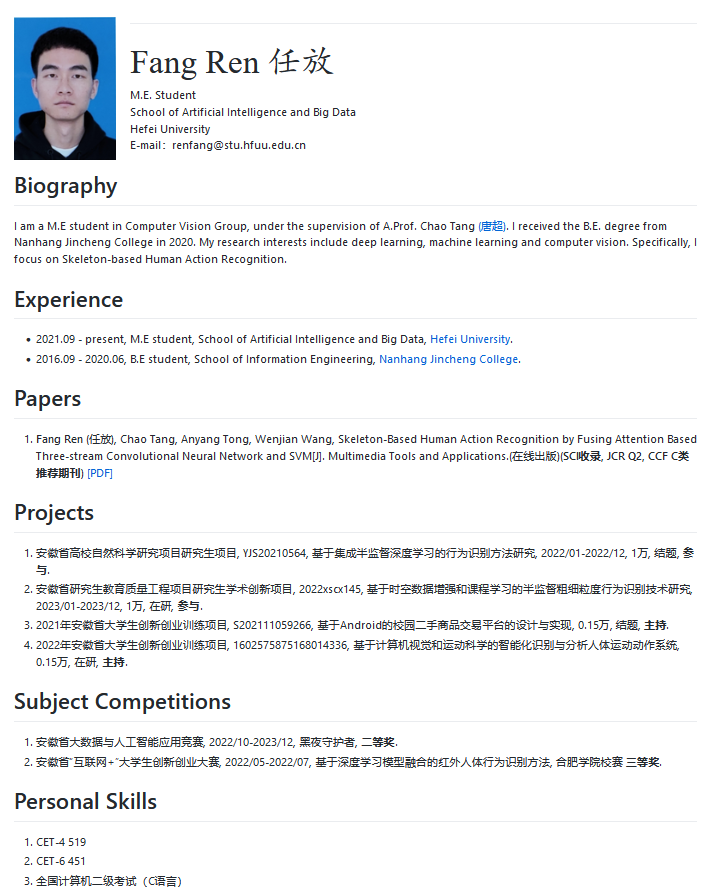 Fang Ren 任放
M.E. Student
School of Artificial Intelligence and Big Data
Hefei University
E-mail：renfang@stu.hfuu.edu.cn
Biography
I am a M.E student in Computer Vision Group, under the supervision of A.Prof. Chao Tang (唐超). I received the B.E. degree from
Nanhang Jincheng College in 2020. My research interests include deep learning, machine learning and computer vision. Specifically, I
focus on Skeleton-based Human Action Recognition.
Experience
• 2021.09 - present, M.E student, School of Artificial Intelligence and Big Data, Hefei University.
• 2016.09 - 2020.06, B.E student, School of Information Engineering, Nanhang Jincheng College.
Papers
1. Fang Ren (任放), Chao Tang, Anyang Tong, Wenjian Wang, Skeleton-Based Human Action Recognition by Fusing Attention Based
Three-stream Convolutional Neural Network and SVM[J]. Multimedia Tools and Applications.(在线出版)(SCI收录, JCR Q2, CCF C类
推荐期刊) [PDF]
Projects
1. 安徽省高校自然科学研究项目研究生项目, YJS20210564, 基于集成半监督深度学习的行为识别方法研究, 2022/01-2022/12, 1万, 结题, 参
与.
2. 安徽省研究生教育质量工程项目研究生学术创新项目, 2022xscx145, 基于时空数据增强和课程学习的半监督粗细粒度行为识别技术研究,
2023/01-2023/12, 1万, 在研, 参与.
3. 2021年安徽省大学生创新创业训练项目, S202111059266, 基于Android的校园二手商品交易平台的设计与实现, 0.15万, 结题, 主持.
4. 2022年安徽省大学生创新创业训练项目, 1602575875168014336, 基于计算机视觉和运动科学的智能化识别与分析人体运动动作系统,
0.15万, 在研, 主持.
Subject Competitions
1. 安徽省大数据与人工智能应用竞赛, 2022/10-2023/12, 黑夜守护者, 二等奖.
2. 安徽省"互联网+"大学生创新创业大赛, 2022/05-2022/07, 基于深度学习模型融合的红外人体行为识别方法, 合肥学院校赛 三等奖.
Personal Skills
1. CET-4 519
2. CET-6 451
3. 全国计算机二级考试（C语言）